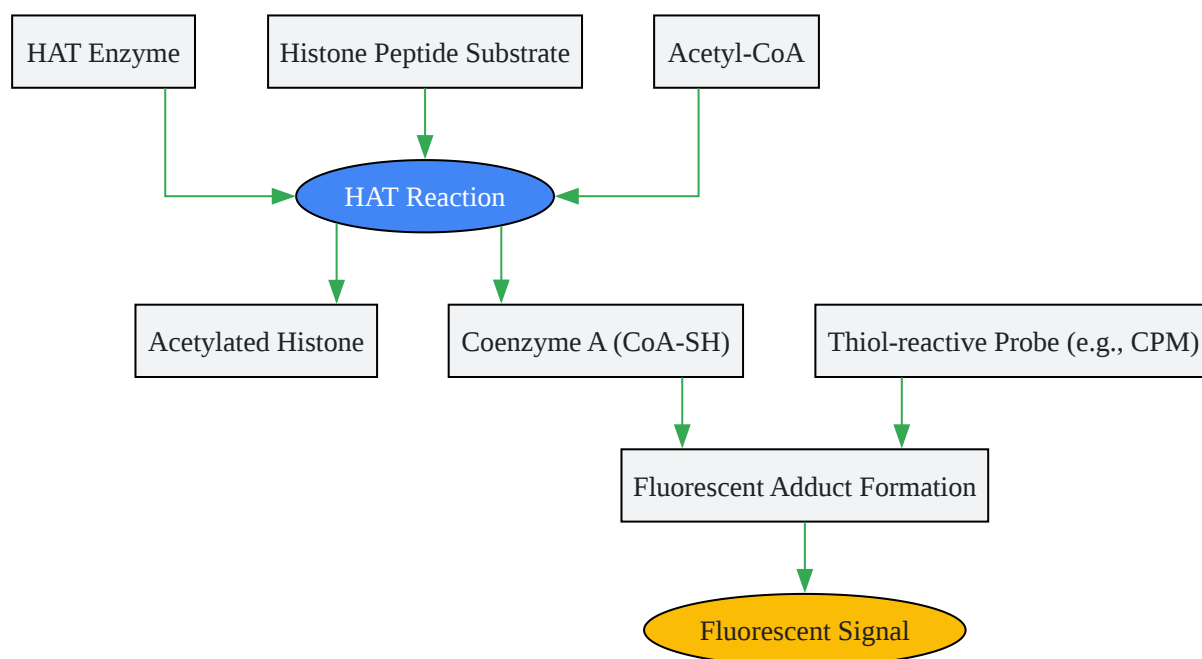 HAT Enzyme
Histone Peptide Substrate
Acetyl-CoA
HAT Reaction
Acetylated Histone
Coenzyme A (CoA-SH)
Thiol-reactive Probe (e.g., CPM)
Fluorescent Adduct Formation
Fluorescent Signal